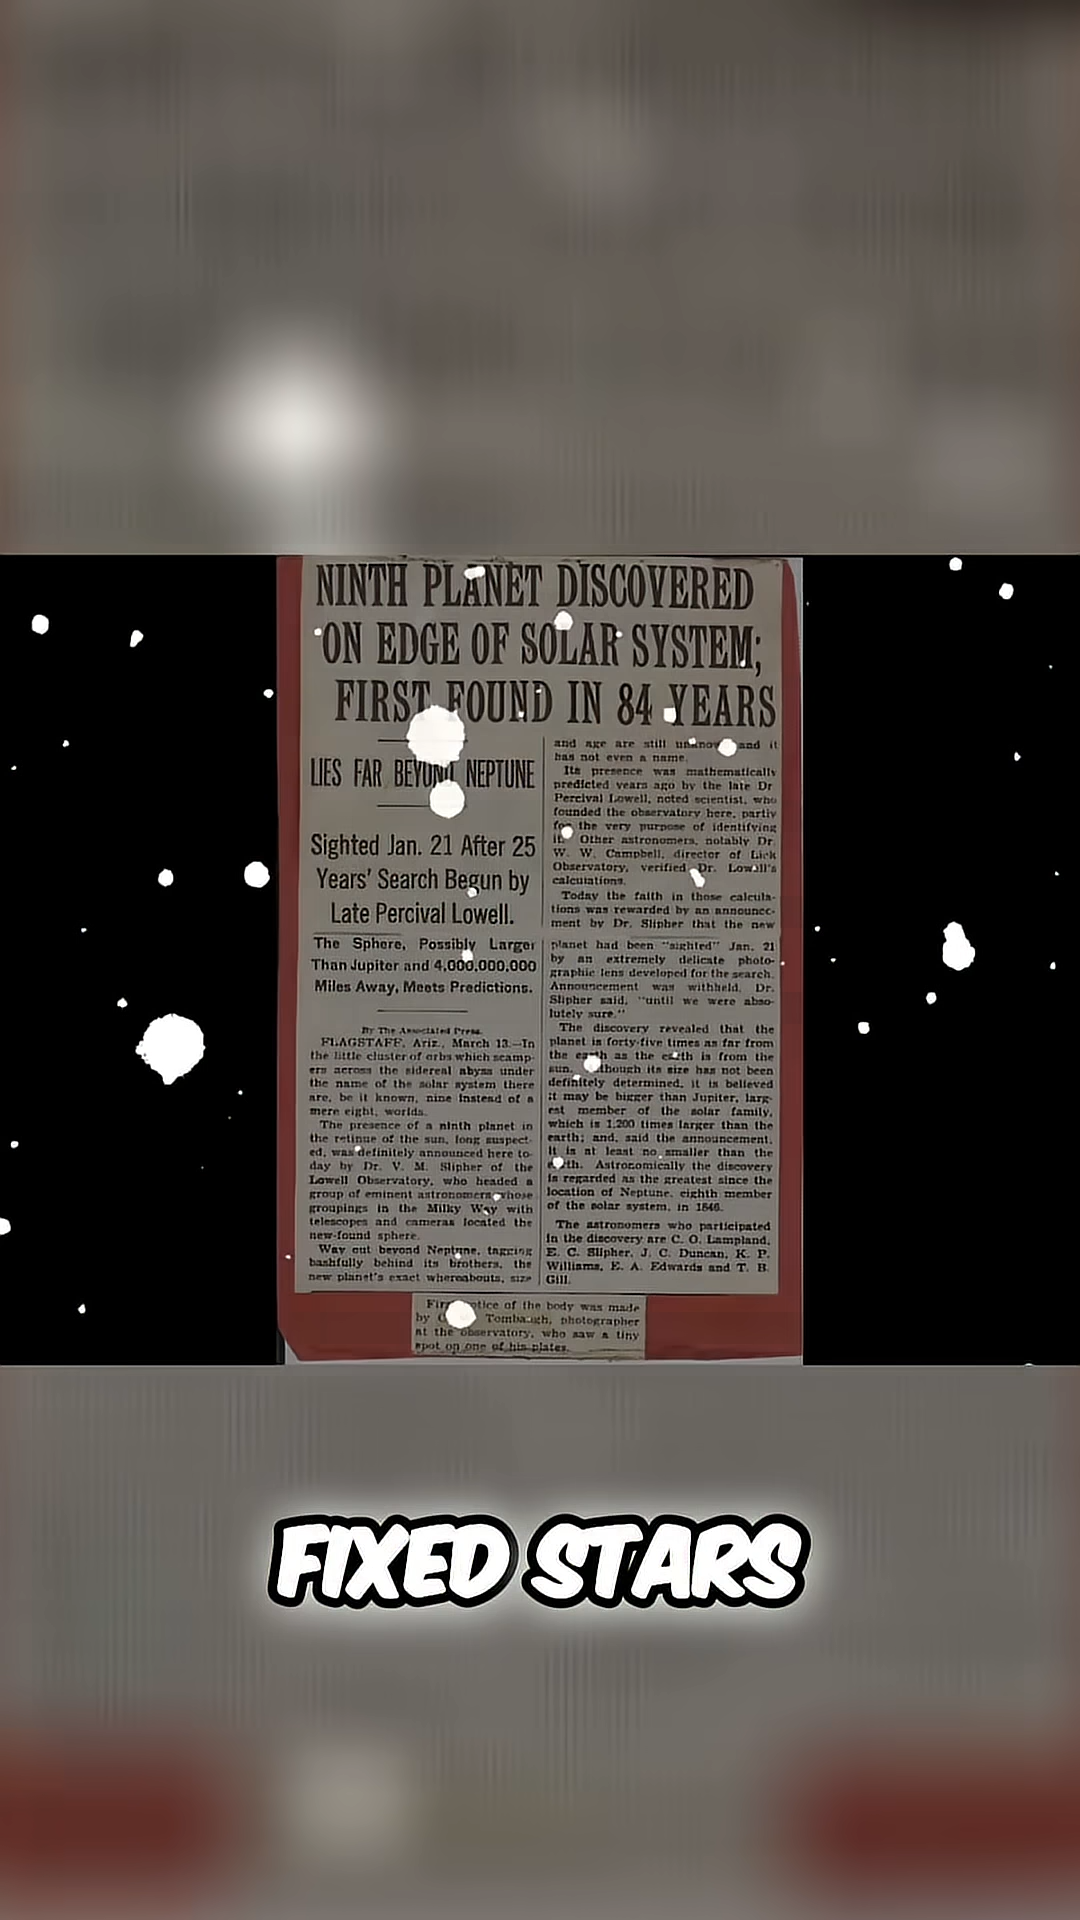 NINTH PLANET DISCOVERED
ON EDGE OF SOLAR SYSTEM;
FIRST FOUND IN 84 YEARS
LIES FAR BEYOND NEPTUNE
Sighted Jan. 21 After 25
Years' Search Begun by
Late Percival Lowell.
The Sphere, Possibly Larger
Than Jupiter and 4,000,000,000
Miles Away, Meets Predictions.
By The Associated Press.
FLAGSTAFF, Ariz., March 13.—In
the little cluster of orbs which scamp-
ers across the sidereal abyss under
the name of the solar system there
are, be it known, nine instead of a
mere eight, worlds.
The presence of a ninth planet in
the retinue of the sun, long suspect-
ed, was definitely announced here to-
day by Dr. V. M. Slipher of the
Lowell Observatory, who headed a
group of eminent astronomers whose
groupings in the Milky Way with
telescopes and cameras located the
new-found sphere.
Way out beyond Neptune, tagging
bashfully behind its brothers, the
new planet's exact whereabouts, size
and age are still unknown and it
has not even a name.
Its presence was mathematically
predicted years ago by the late Dr
Percival Lowell, noted scientist, who
founded the observatory here, partly
for the very purpose of identifying
it. Other astronomers, notably Dr.
W. W. Campbell, director of Lick
Observatory, verified Dr. Lowell's
calculations.
Today the faith in those calcula-
tions was rewarded by an announce-
ment by Dr. Slipher that the new
planet had been "sighted" Jan. 21
by an extremely delicate photo-
graphic lens developed for the search.
Announcement was withheld, Dr.
Slipher said, "until we were abso-
lutely sure."
The discovery revealed that the
planet is forty-five times as far from
the earth as the earth is from the
sun. Although its size has not been
definitely determined, it is believed
it may be bigger than Jupiter, larg-
est member of the solar family,
which is 1,200 times larger than the
earth; and, said the announcement,
it is at least no smaller than the
earth. Astronomically the discovery
is regarded as the greatest since the
location of Neptune, eighth member
of the solar system, in 1846.
The astronomers who participated
in the discovery are C. O. Lampland,
E. C. Slipher, J. C. Duncan, K. P.
Williams, E. A. Edwards and T. B.
Gill.
First notice of the body was made
by Tombaugh, photographer
at the observatory, who saw a tiny
spot on one of his plates.
FIXED STARS